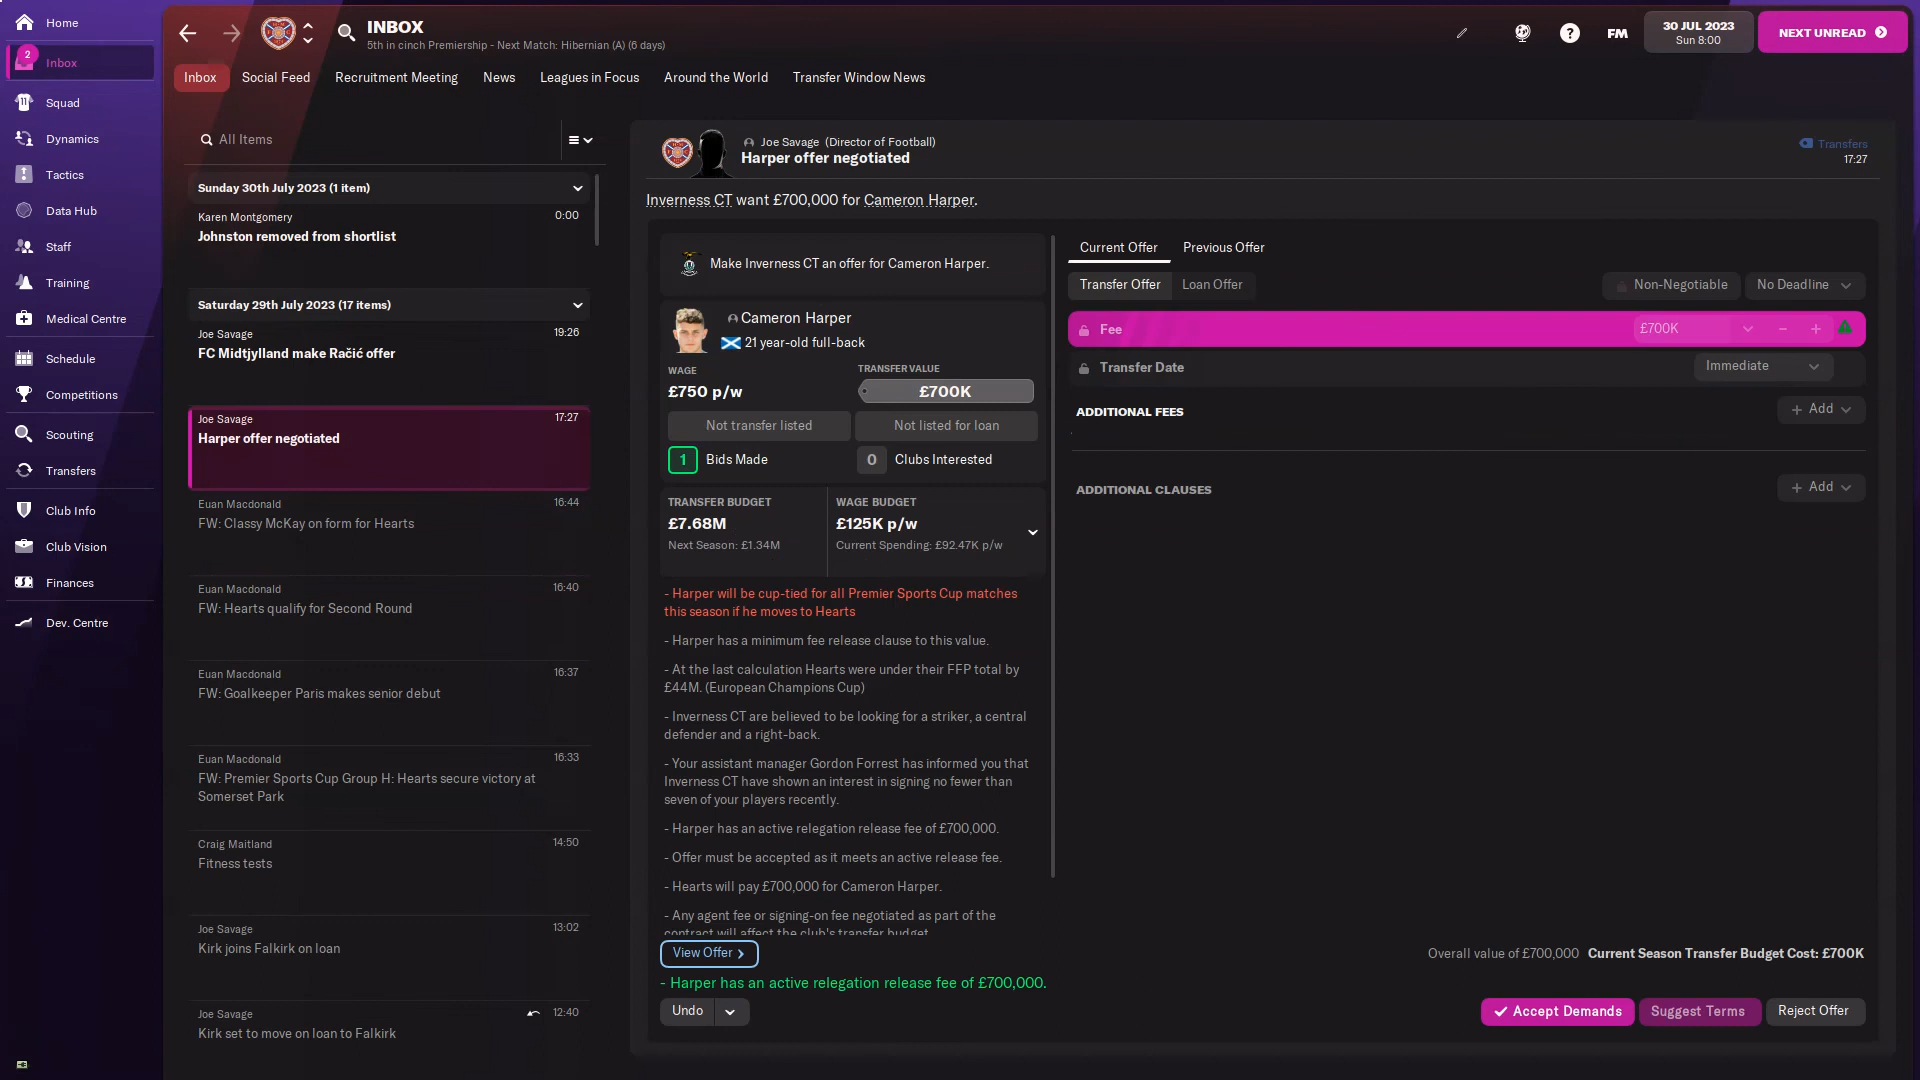 Home
2
Inbox
Squad
Dynamics
Tactics
Data Hub
Staff
Training
Medical Centre
Schedule
Competitions
Scouting
Transfers
Club Info
Club Vision
Finances
Dev. Centre
INBOX
5th in cinch Premiership - Next Match: Hibernian (A) (6 days)
?
FM
30 JUL 2023
Sun 8:00
NEXT UNREAD
Inbox
Social Feed
Recruitment Meeting
News
Leagues in Focus
Around the World
Transfer Window News
All Items
Sunday 30th July 2023 (1 item)
Karen Montgomery
0:00
Johnston removed from shortlist
Saturday 29th July 2023 (17 items)
Joe Savage
19:26
FC Midtjylland make Račić offer
Joe Savage
17:27
Harper offer negotiated
Euan Macdonald
16:44
FW: Classy McKay on form for Hearts
Euan Macdonald
16:40
FW: Hearts qualify for Second Round
Euan Macdonald
16:37
FW: Goalkeeper Paris makes senior debut
Euan Macdonald
16:33
FW: Premier Sports Cup Group H: Hearts secure victory at
Somerset Park
Craig Maitland
14:50
Fitness tests
Joe Savage
13:02
Kirk joins Falkirk on loan
Joe Savage
12:40
Kirk set to move on loan to Falkirk
Joe Savage (Director of Football)
Harper offer negotiated
Transfers
17:27
Inverness CT want £700,000 for Cameron Harper.
Make Inverness CT an offer for Cameron Harper.
Cameron Harper
21 year-old full-back
WAGE
£750 p/w
TRANSFER VALUE
£700K
Not transfer listed
Not listed for loan
1 Bids Made
0 Clubs Interested
TRANSFER BUDGET
£7.68M
Next Season: £1.34M
WAGE BUDGET
£125K p/w
Current Spending: £92.47K p/w
- Harper will be cup-tied for all Premier Sports Cup matches
this season if he moves to Hearts
- Harper has a minimum fee release clause to this value.
- At the last calculation Hearts were under their FFP total by
£44M. (European Champions Cup)
- Inverness CT are believed to be looking for a striker, a central
defender and a right-back.
- Your assistant manager Gordon Forrest has informed you that
Inverness CT have shown an interest in signing no fewer than
seven of your players recently.
- Harper has an active relegation release fee of £700,000.
- Offer must be accepted as it meets an active release fee.
- Hearts will pay £700,000 for Cameron Harper.
- Any agent fee or signing-on fee negotiated as part of the
contract will affect the club's transfer budget
View Offer
- Harper has an active relegation release fee of £700,000.
Undo
Current Offer
Previous Offer
Transfer Offer
Loan Offer
Non-Negotiable
No Deadline
Fee
£700K
Transfer Date
Immediate
ADDITIONAL FEES
Add
ADDITIONAL CLAUSES
Add
Overall value of £700,000 Current Season Transfer Budget Cost: £700K
Accept Demands
Suggest Terms
Reject Offer